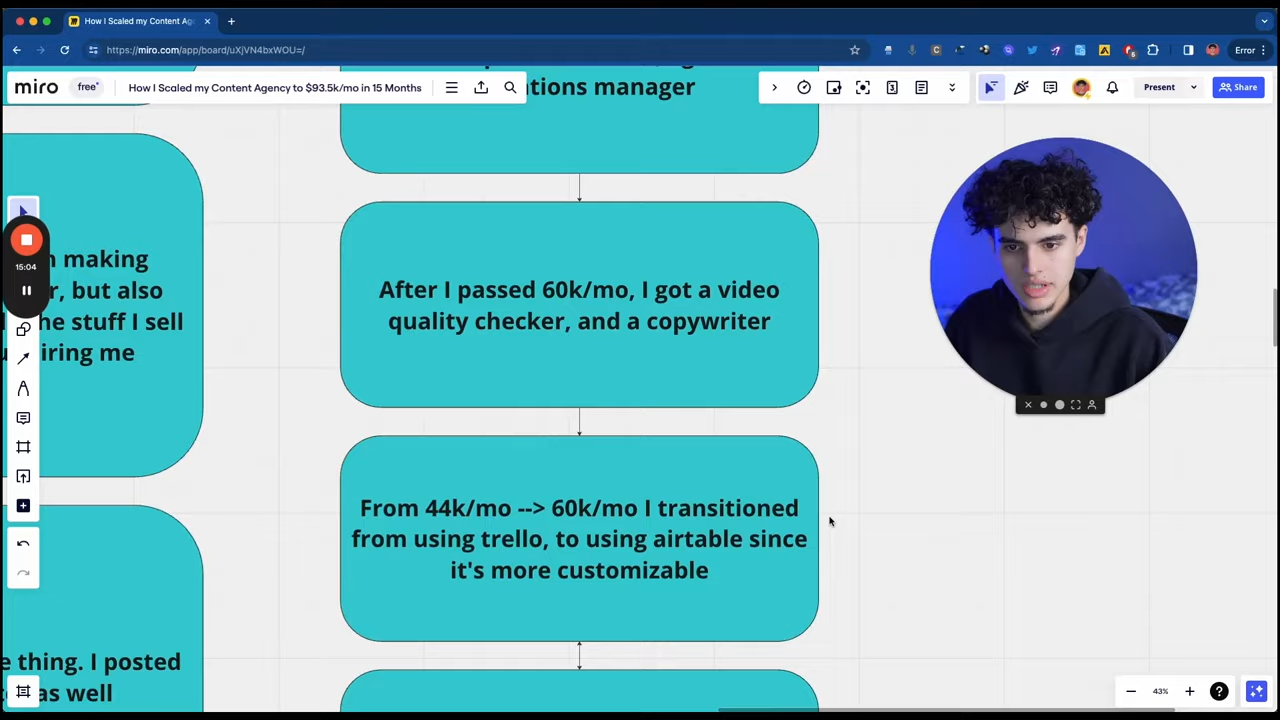 How I Scaled my Content Ag
https://miro.com/app/board/uXjVN4bxWOU=/
Error
miro
free
How I Scaled my Content Agency to $93.5k/mo in 15 Months
3
Present
Share
tions manager
15:04
making
, but also
he stuff I sell
iring me
After I passed 60k/mo, I got a video
quality checker, and a copywriter
From 44k/mo --> 60k/mo I transitioned
from using trello, to using airtable since
it's more customizable
e thing. I posted
as well
43%